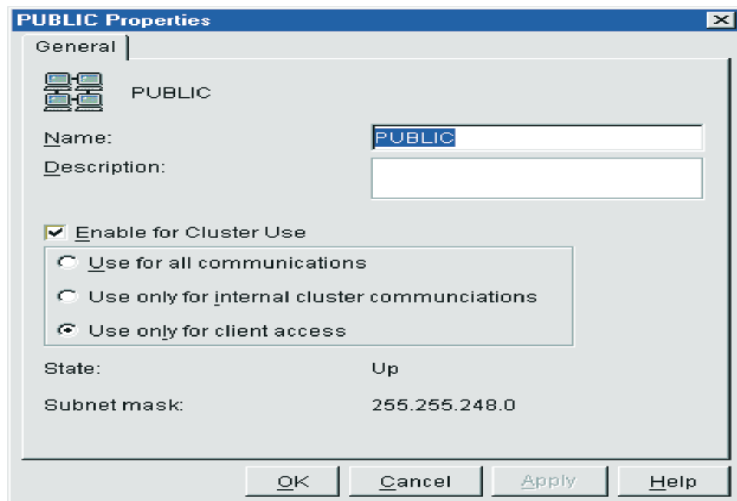 PUBLIC Properties
General
PUBLIC
Name: PUBLIC
Description:
Enable for Cluster Use
Use for all communications
Use only for internal cluster communciations
Use only for client access
State: Up
Subnet mask: 255.255.248.0
OK Cancel Apply Help